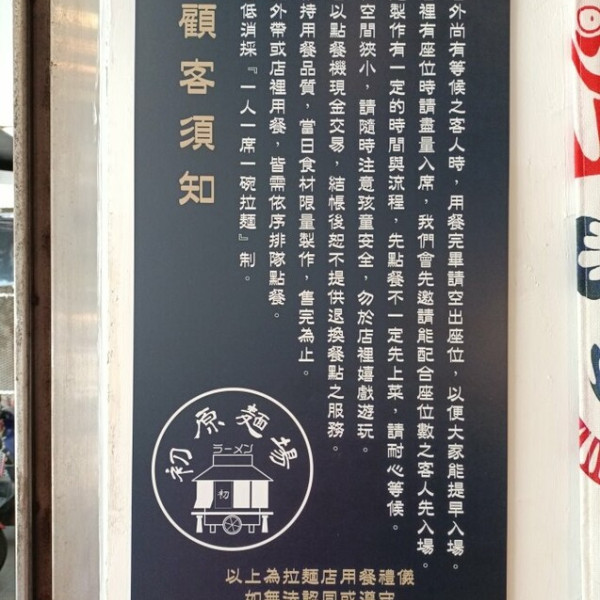 顧客須知
低消採『一人一席一碗拉麵』制。
外帶或店裡用餐，皆需依序排隊點餐。
持用餐品質，當日食材限量製作，售完為止。
以點餐機現金交易，結帳後恕不提供退換餐點之服務。
空間狹小，請隨時注意孩童安全，勿於店裡嬉戲遊玩。
製作有一定的時間與流程，先點餐不一定先上菜，請耐心等候。
裡有座位時請盡量入席，我們會先邀請能配合座位數之客人先入場。
外尚有等候之客人時，用餐完畢請空出座位，以便大家能提早入場。
初原麵場
ラーメン
初
以上為拉麵店用餐禮儀
如無法認同或遵守